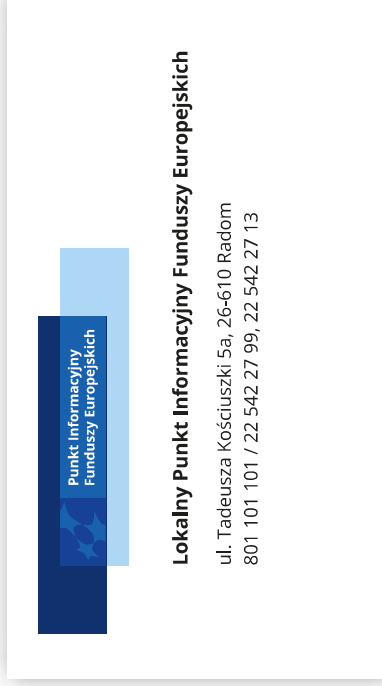 Punkt Informacyjny
Funduszy Europejskich
Lokalny Punkt Informacyjny Funduszy Europejskich
ul. Tadeusza Kościuszki 5a, 26-610 Radom
801 101 101 / 22 542 27 99, 22 542 27 13